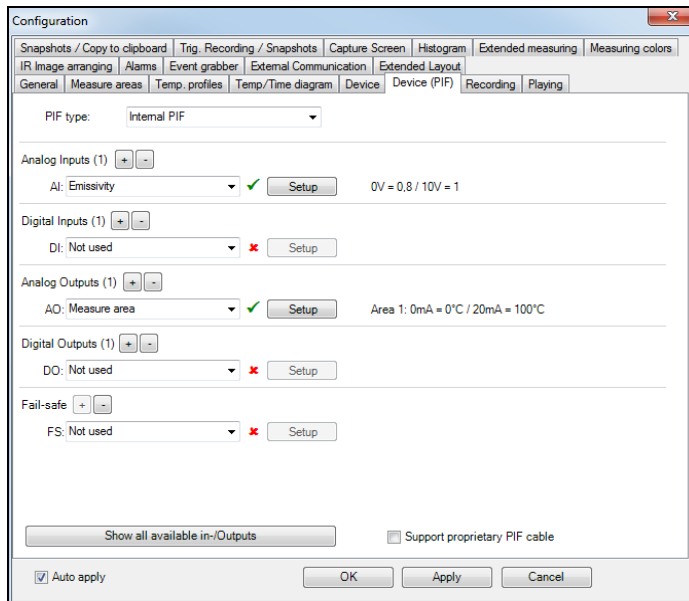 Configuration
Snapshots / Copy to clipboard Trig. Recording / Snapshots Capture Screen Histogram Extended measuring Measuring colors
IR Image arranging Alarms Event grabber External Communication Extended Layout
General Measure areas Temp. profiles Temp/Time diagram Device Device (PIF) Recording Playing
PIF type: Internal PIF
Analog Inputs (1) + -
AI: Emissivity Setup 0V = 0,8 / 10V = 1
Digital Inputs (1) + -
DI: Not used Setup
Analog Outputs (1) + -
AO: Measure area Setup Area 1: 0mA = 0°C / 20mA = 100°C
Digital Outputs (1) + -
DO: Not used Setup
Fail-safe + -
FS: Not used Setup
Show all available in-/Outputs Support proprietary PIF cable
Auto apply OK Apply Cancel